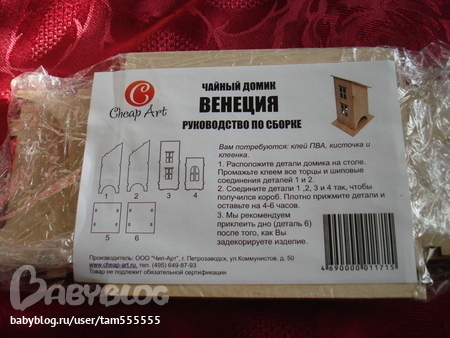 ЧАЙНЫЙ ДОМИК
ВЕНЕЦИЯ
РУКОВОДСТВО ПО СБОРКЕ
C
Cheap Art
Вам потребуются: клей ПВА, кисточка и
клеенка.
1. Расположите детали домика на столе.
Промажьте клеем все торцы и шиповые
соединения деталей 1 и 2.
2. Соедините детали 1 ,2, 3 и 4 так, чтобы
получился короб. Плотно прижмите детали и
оставьте на 4-6 часов.
3. Мы рекомендуем
приклеить дно (деталь 6)
после того, как Вы
задекорируете изделие.
1 2 3 4
5 6
Производитель: ООО "Чип-Арт", г. Петрозаводск, ул.Коммунистов, д. 50
www.cheap-art.ru, тел. (495) 649-87-93
Товар не подлежит обязательной сертификации
4 690000 011715
BABYBLOG
babyblog.ru/user/tam555555